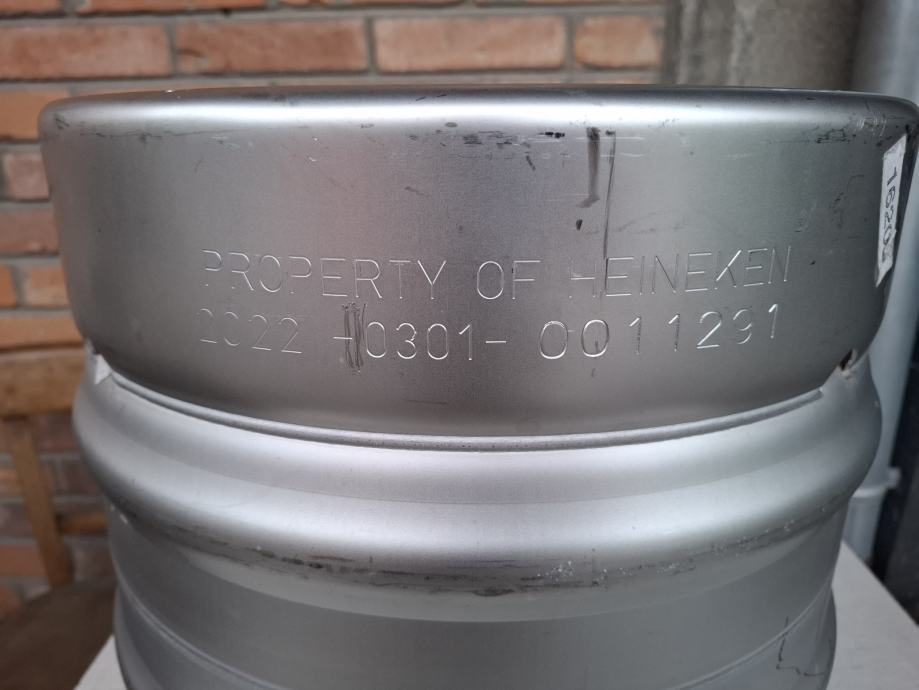 PROPERTY OF HEINEKEN
2022 -0301- 0011291